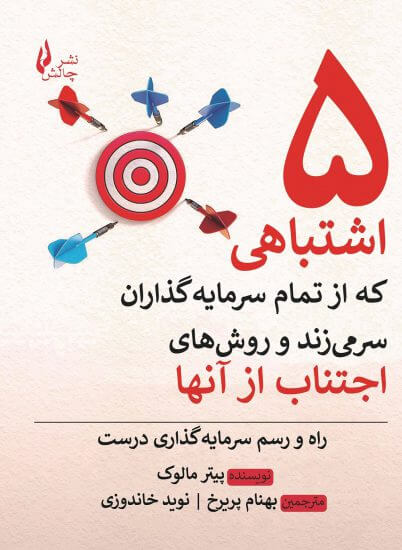 نشر
چالش
۵
اشتباهی
که از تمام سرمایه‌گذاران
سرمی‌زند و روش‌های
اجتناب از آنها
راه و رسم سرمایه‌گذاری درست
نویسنده پیتر مالوک
مترجمین بهنام پریرخ | نوید خاندوزی